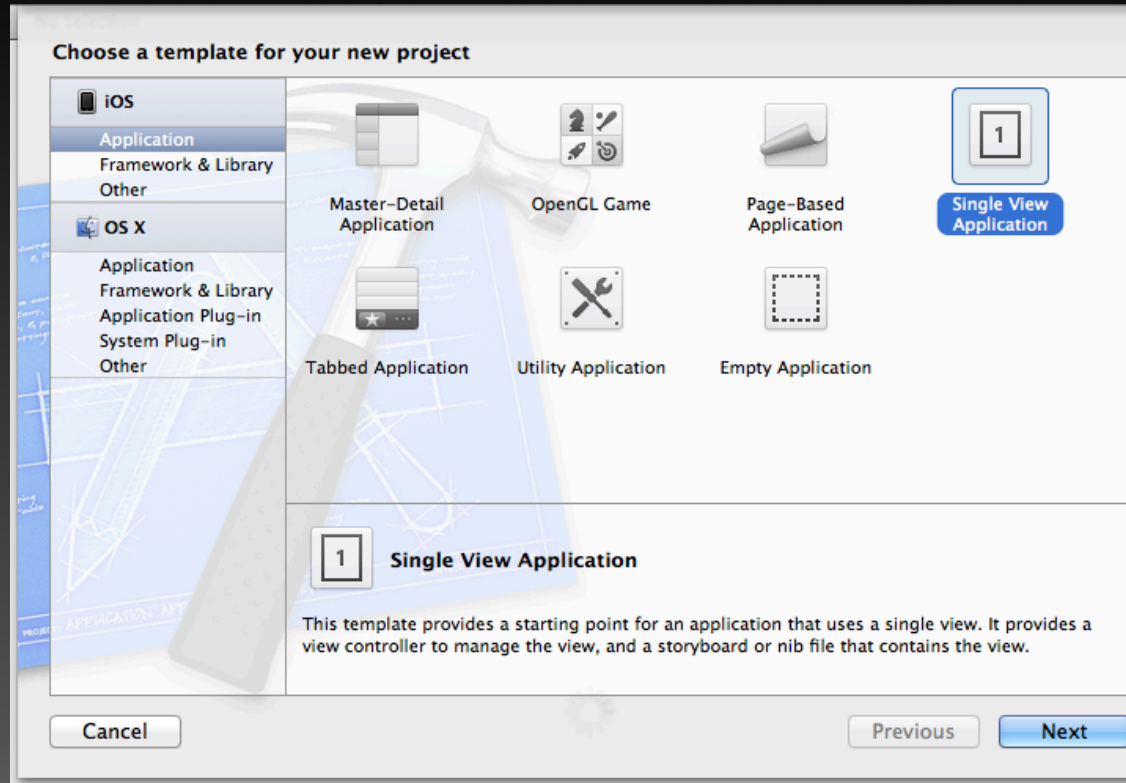 Choose a template for your new project
iOS
Application
Framework & Library
Other
OS X
Application
Framework & Library
Application Plug-in
System Plug-in
Other
Master-Detail
Application
OpenGL Game
Page-Based
Application
1
Single View
Application
Tabbed Application
Utility Application
Empty Application
1
Single View Application
This template provides a starting point for an application that uses a single view. It provides a
view controller to manage the view, and a storyboard or nib file that contains the view.
PROJECT: APPLICATION.APP
Cancel
Previous
Next